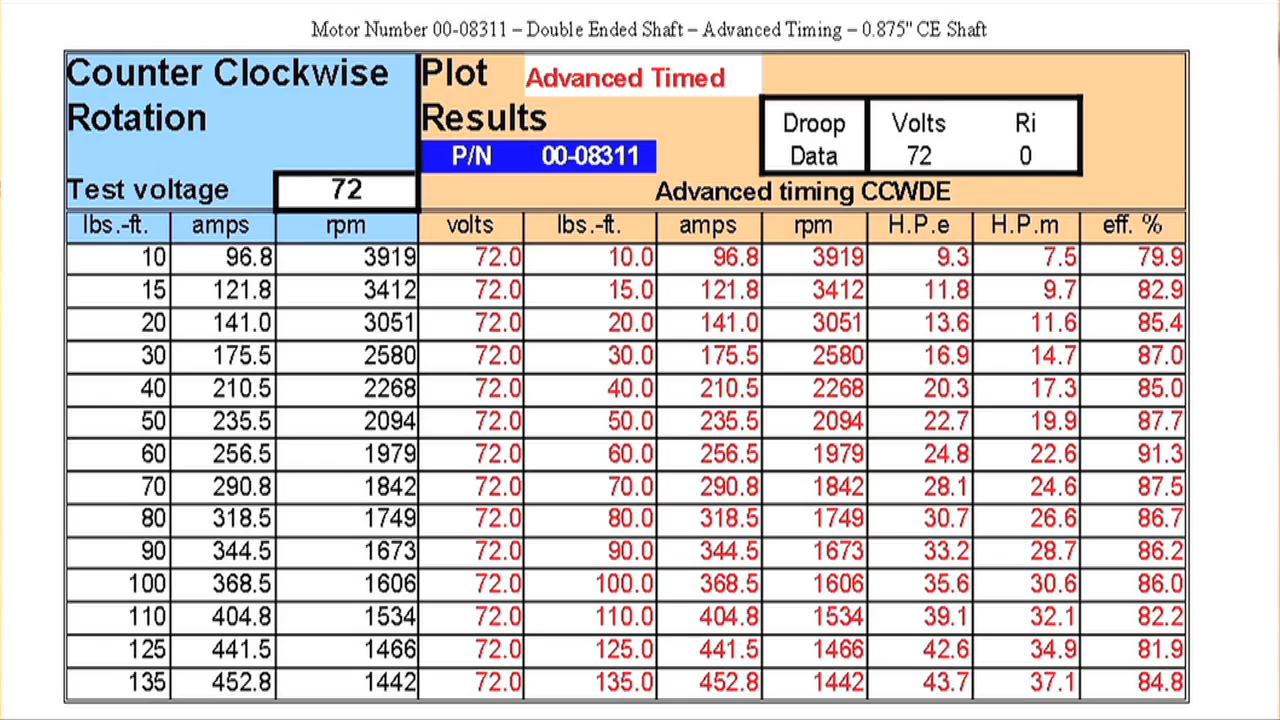 Motor Number 00-08311 – Double Ended Shaft – Advanced Timing – 0.875" CE Shaft
Counter Clockwise Plot Advanced Timed
Rotation Results
Droop Volts Ri
P/N 00-08311 Data 72 0
Test voltage 72 Advanced timing CCWDE
lbs.-ft. amps rpm volts lbs.-ft. amps rpm H.P.e H.P.m eff. %
10 96.8 3919 72.0 10.0 96.8 3919 9.3 7.5 79.9
15 121.8 3412 72.0 15.0 121.8 3412 11.8 9.7 82.9
20 141.0 3051 72.0 20.0 141.0 3051 13.6 11.6 85.4
30 175.5 2580 72.0 30.0 175.5 2580 16.9 14.7 87.0
40 210.5 2268 72.0 40.0 210.5 2268 20.3 17.3 85.0
50 235.5 2094 72.0 50.0 235.5 2094 22.7 19.9 87.7
60 256.5 1979 72.0 60.0 256.5 1979 24.8 22.6 91.3
70 290.8 1842 72.0 70.0 290.8 1842 28.1 24.6 87.5
80 318.5 1749 72.0 80.0 318.5 1749 30.7 26.6 86.7
90 344.5 1673 72.0 90.0 344.5 1673 33.2 28.7 86.2
100 368.5 1606 72.0 100.0 368.5 1606 35.6 30.6 86.0
110 404.8 1534 72.0 110.0 404.8 1534 39.1 32.1 82.2
125 441.5 1466 72.0 125.0 441.5 1466 42.6 34.9 81.9
135 452.8 1442 72.0 135.0 452.8 1442 43.7 37.1 84.8